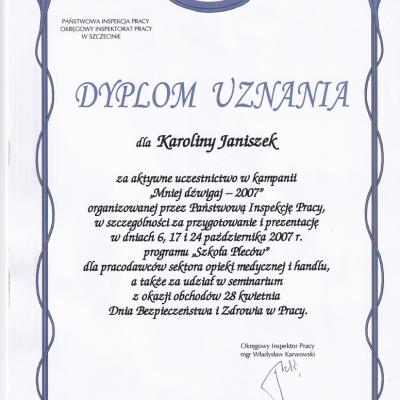 PAŃSTWOWA INSPEKCJA PRACY
OKRĘGOWY INSPEKTORAT PRACY
W SZCZECINIE
DYPLOM UZNANIA
dla Karoliny Janiszek
za aktywne uczestnictwo w kampanii
„Mniej dźwigaj – 2007”
organizowanej przez Państwową Inspekcję Pracy,
w szczególności za przygotowanie i prezentację
w dniach 6, 17 i 24 października 2007 r.
programu „Szkoła Pleców”
dla pracodawców sektora opieki medycznej i handlu,
a także za udział w seminarium
z okazji obchodów 28 kwietnia
Dnia Bezpieczeństwa i Zdrowia w Pracy.
Okręgowy Inspektor Pracy
mgr Władysław Karwowski